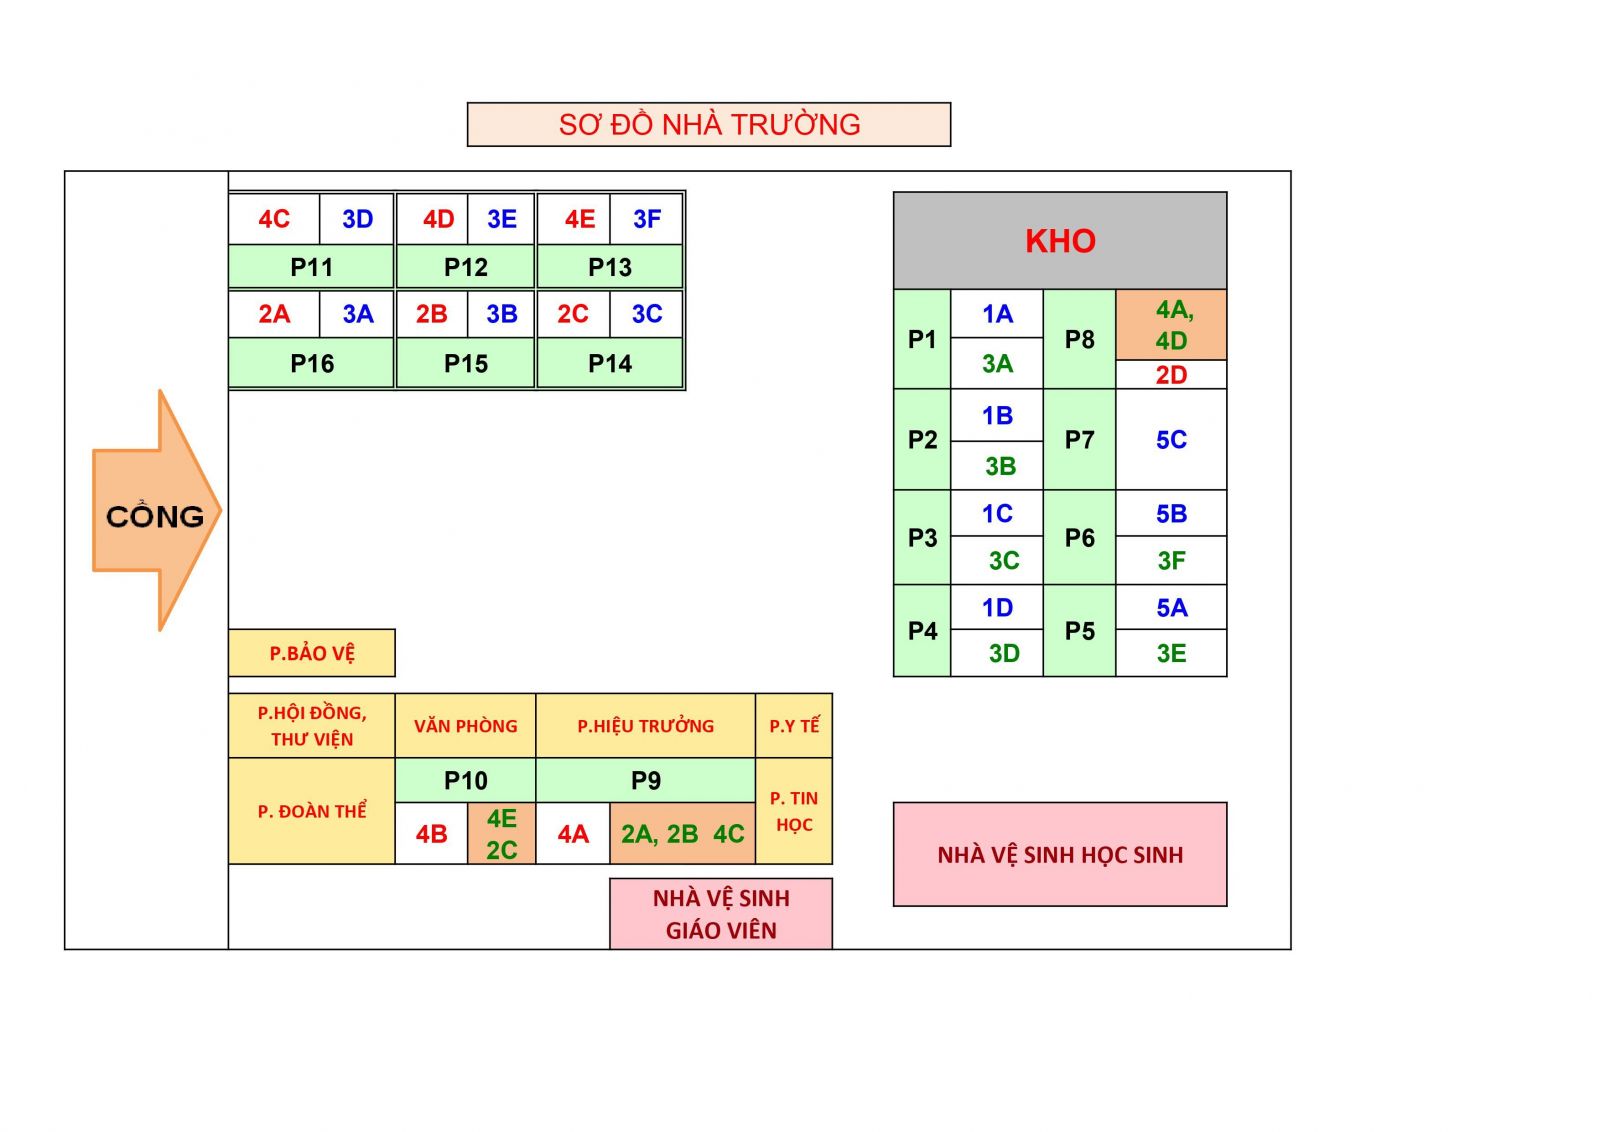 SƠ ĐỒ NHÀ TRƯỜNG
4C 3D 4D 3E 4E 3F
P11 P12 P13
2A 3A 2B 3B 2C 3C
P16 P15 P14
CỔNG
P.BẢO VỆ
P.HỘI ĐỒNG,
THƯ VIỆN
VĂN PHÒNG
P.HIỆU TRƯỞNG
P.Y TẾ
P. ĐOÀN THỂ
P10
P9
4B
4E
2C
4A
2A, 2B 4C
P. TIN
HỌC
NHÀ VỆ SINH
GIÁO VIÊN
KHO
P1
1A
3A
P8
4A,
4D
2D
P2
1B
3B
P7
5C
P3
1C
3C
P6
5B
3F
P4
1D
3D
P5
5A
3E
NHÀ VỆ SINH HỌC SINH